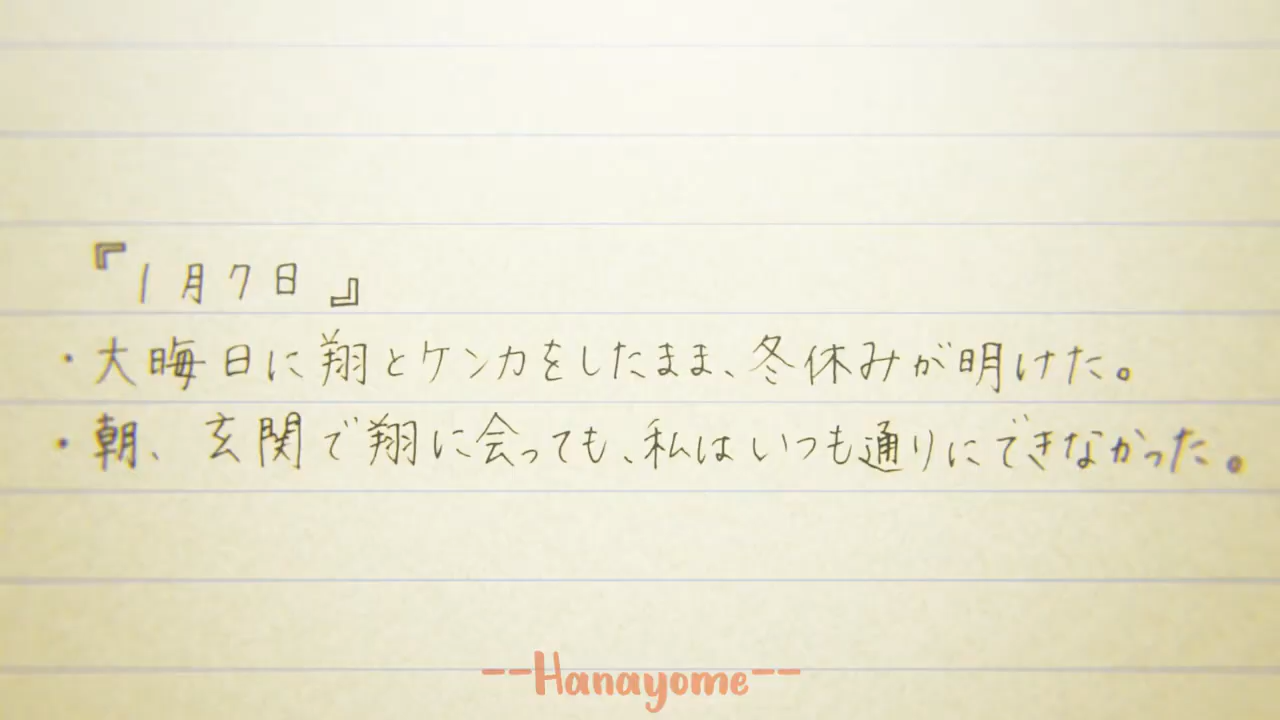 『1月7日』
・大晦日に翔とケンカをしたまま、冬休みが明けた。
・朝、玄関で翔に会っても、私はいつも通りにできなかった。
--Hanayome--